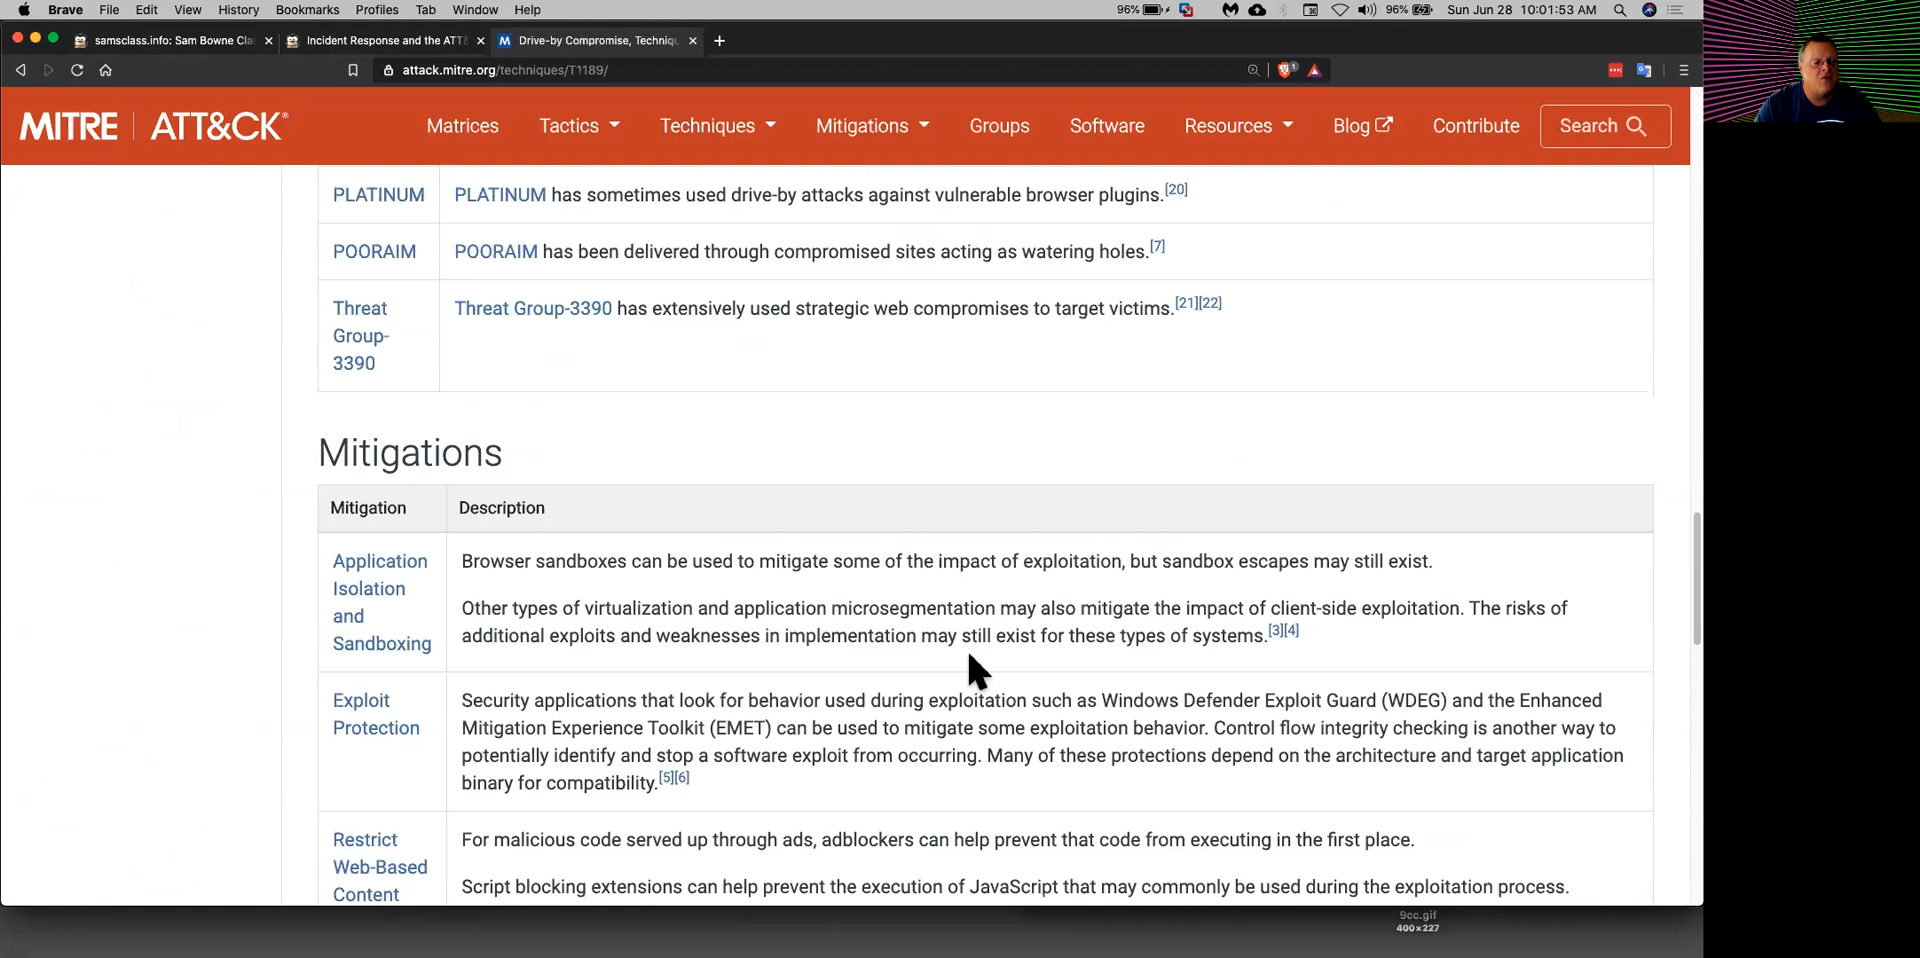 Brave File Edit View History Bookmarks Profiles Tab Window Help 96% 96% Sun Jun 28 10:01:53 AM
samsclass.info: Sam Bowne Cla
Incident Response and the ATT&
Drive-by Compromise, Techniqu
attack.mitre.org/techniques/T1189/
1
MITRE | ATT&CK®
Matrices Tactics Techniques Mitigations Groups Software Resources Blog Contribute Search
PLATINUM
PLATINUM has sometimes used drive-by attacks against vulnerable browser plugins.[20]
POORAIM
POORAIM has been delivered through compromised sites acting as watering holes.[7]
Threat
Group-
3390
Threat Group-3390 has extensively used strategic web compromises to target victims.[21][22]
Mitigations
Mitigation Description
Application
Isolation
and
Sandboxing
Browser sandboxes can be used to mitigate some of the impact of exploitation, but sandbox escapes may still exist.
Other types of virtualization and application microsegmentation may also mitigate the impact of client-side exploitation. The risks of
additional exploits and weaknesses in implementation may still exist for these types of systems.[3][4]
Exploit
Protection
Security applications that look for behavior used during exploitation such as Windows Defender Exploit Guard (WDEG) and the Enhanced
Mitigation Experience Toolkit (EMET) can be used to mitigate some exploitation behavior. Control flow integrity checking is another way to
potentially identify and stop a software exploit from occurring. Many of these protections depend on the architecture and target application
binary for compatibility.[5][6]
Restrict
Web-Based
Content
For malicious code served up through ads, adblockers can help prevent that code from executing in the first place.
Script blocking extensions can help prevent the execution of JavaScript that may commonly be used during the exploitation process.
9cc.gif
400×227